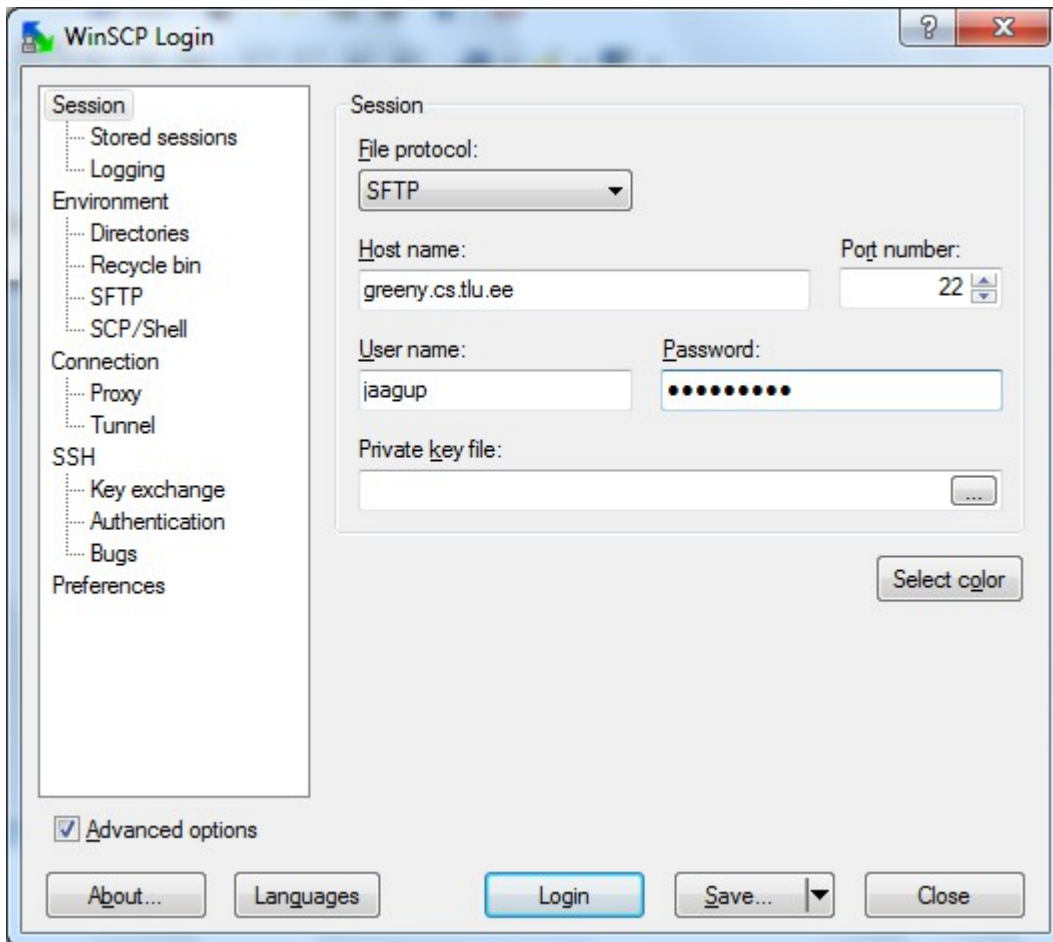 WinSCP Login
Session
Stored sessions
Logging
Environment
Directories
Recycle bin
SFTP
SCP/Shell
Connection
Proxy
Tunnel
SSH
Key exchange
Authentication
Bugs
Preferences
Advanced options
Session
File protocol:
SFTP
Host name: Port number:
greeny.cs.tlu.ee 22
User name: Password:
jaagup •••••••••
Private key file:
...
Select color
About... Languages Login Save... Close